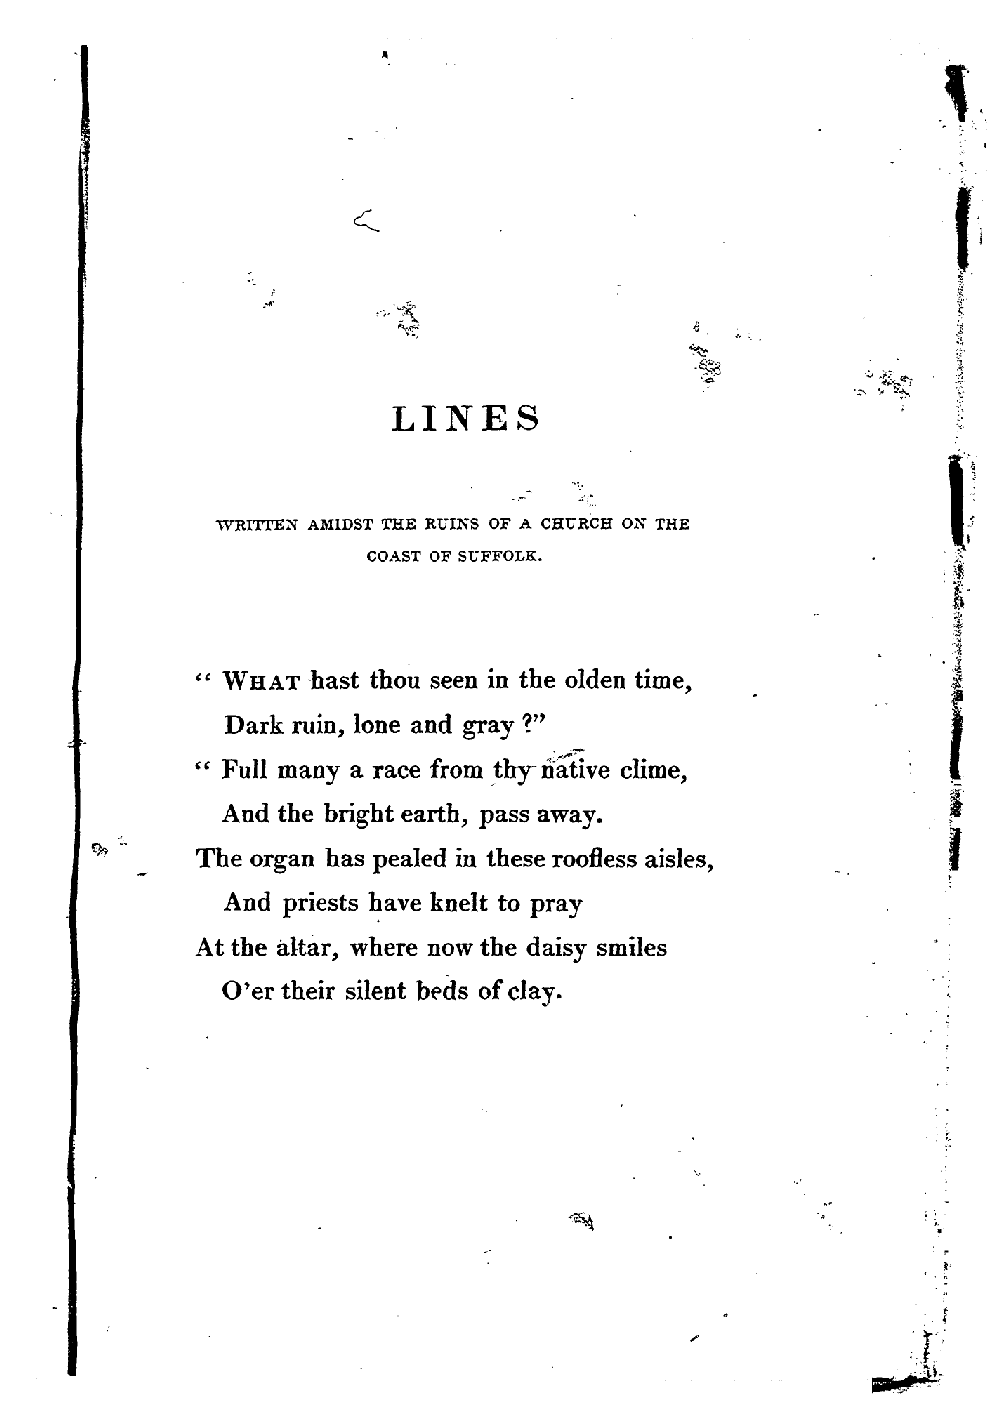 LINES
WRITTEN AMIDST THE RUINS OF A CHURCH ON THE
COAST OF SUFFOLK.
“ WHAT hast thou seen in the olden time,
Dark ruin, lone and gray ?”
“ Full many a race from thy native clime,
And the bright earth, pass away.
The organ has pealed in these roofless aisles,
And priests have knelt to pray
At the altar, where now the daisy smiles
O’er their silent beds of clay.